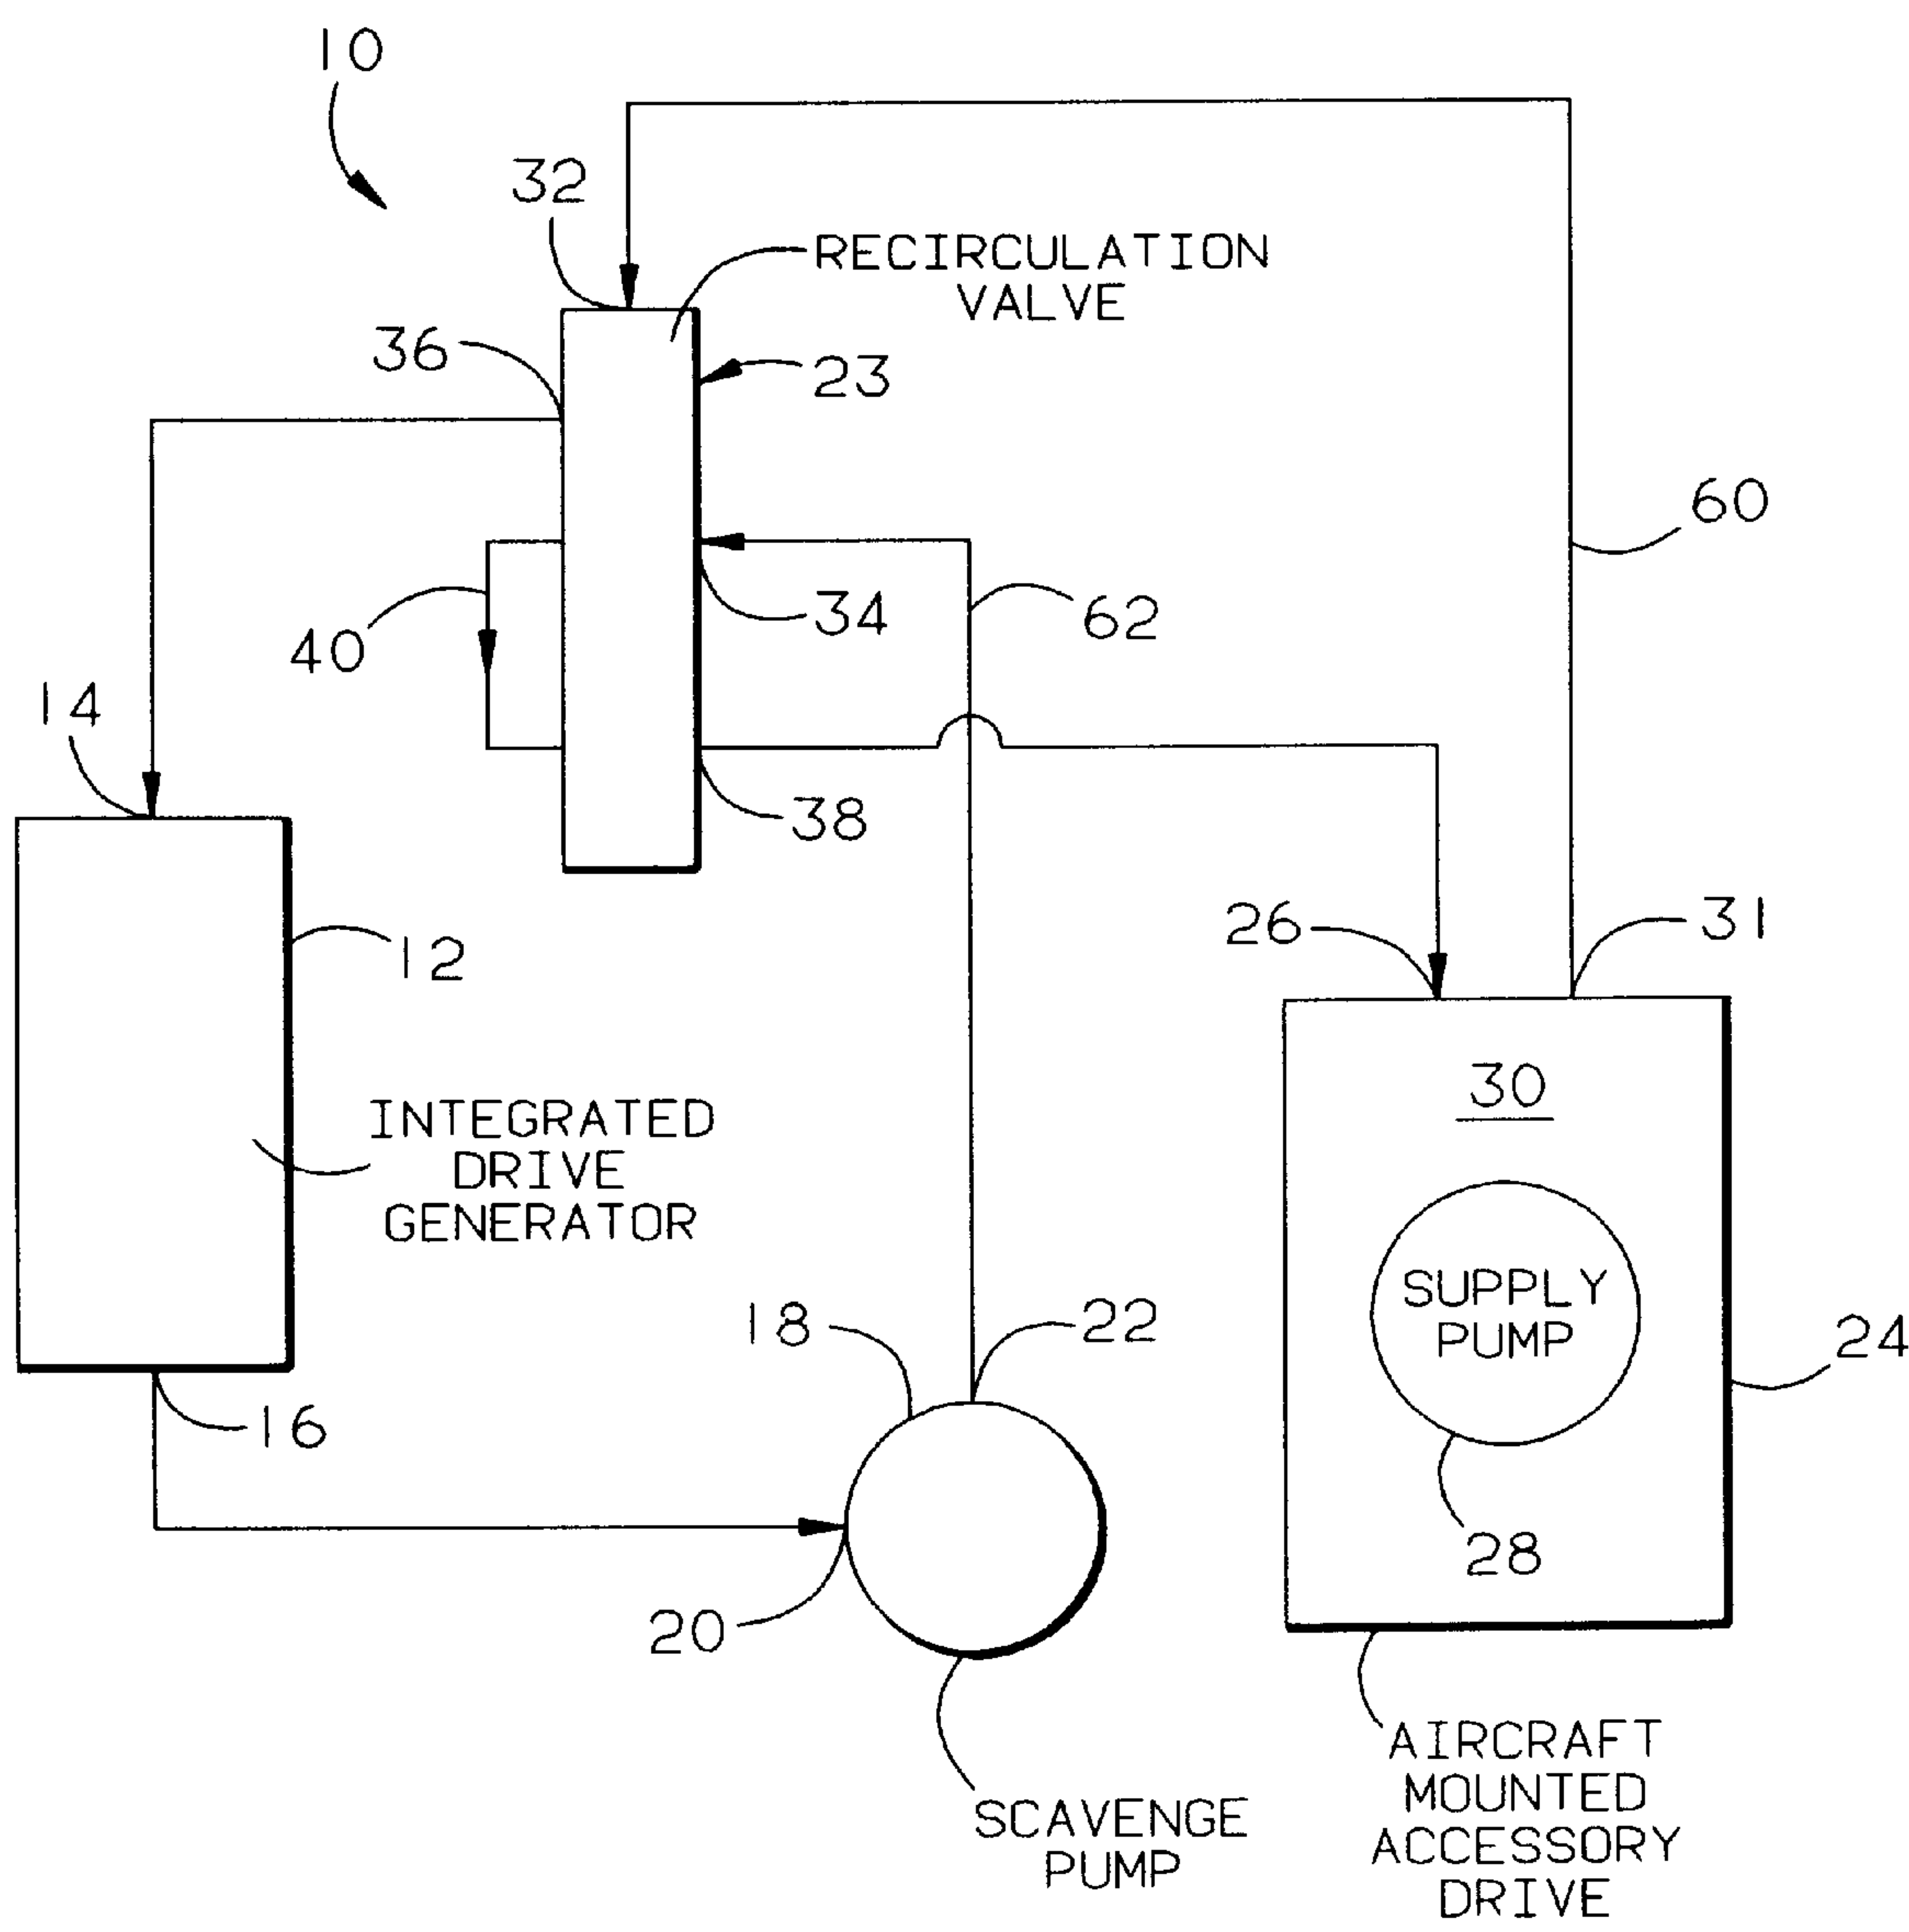 10
32
RECIRCULATION
VALVE
36
23
60
34
62
40
14
38
26
31
12
30
INTEGRATED
DRIVE
GENERATOR
SUPPLY
PUMP
18
22
24
16
28
20
AIRCRAFT
MOUNTED
ACCESSORY
DRIVE
SCAVENGE
PUMP